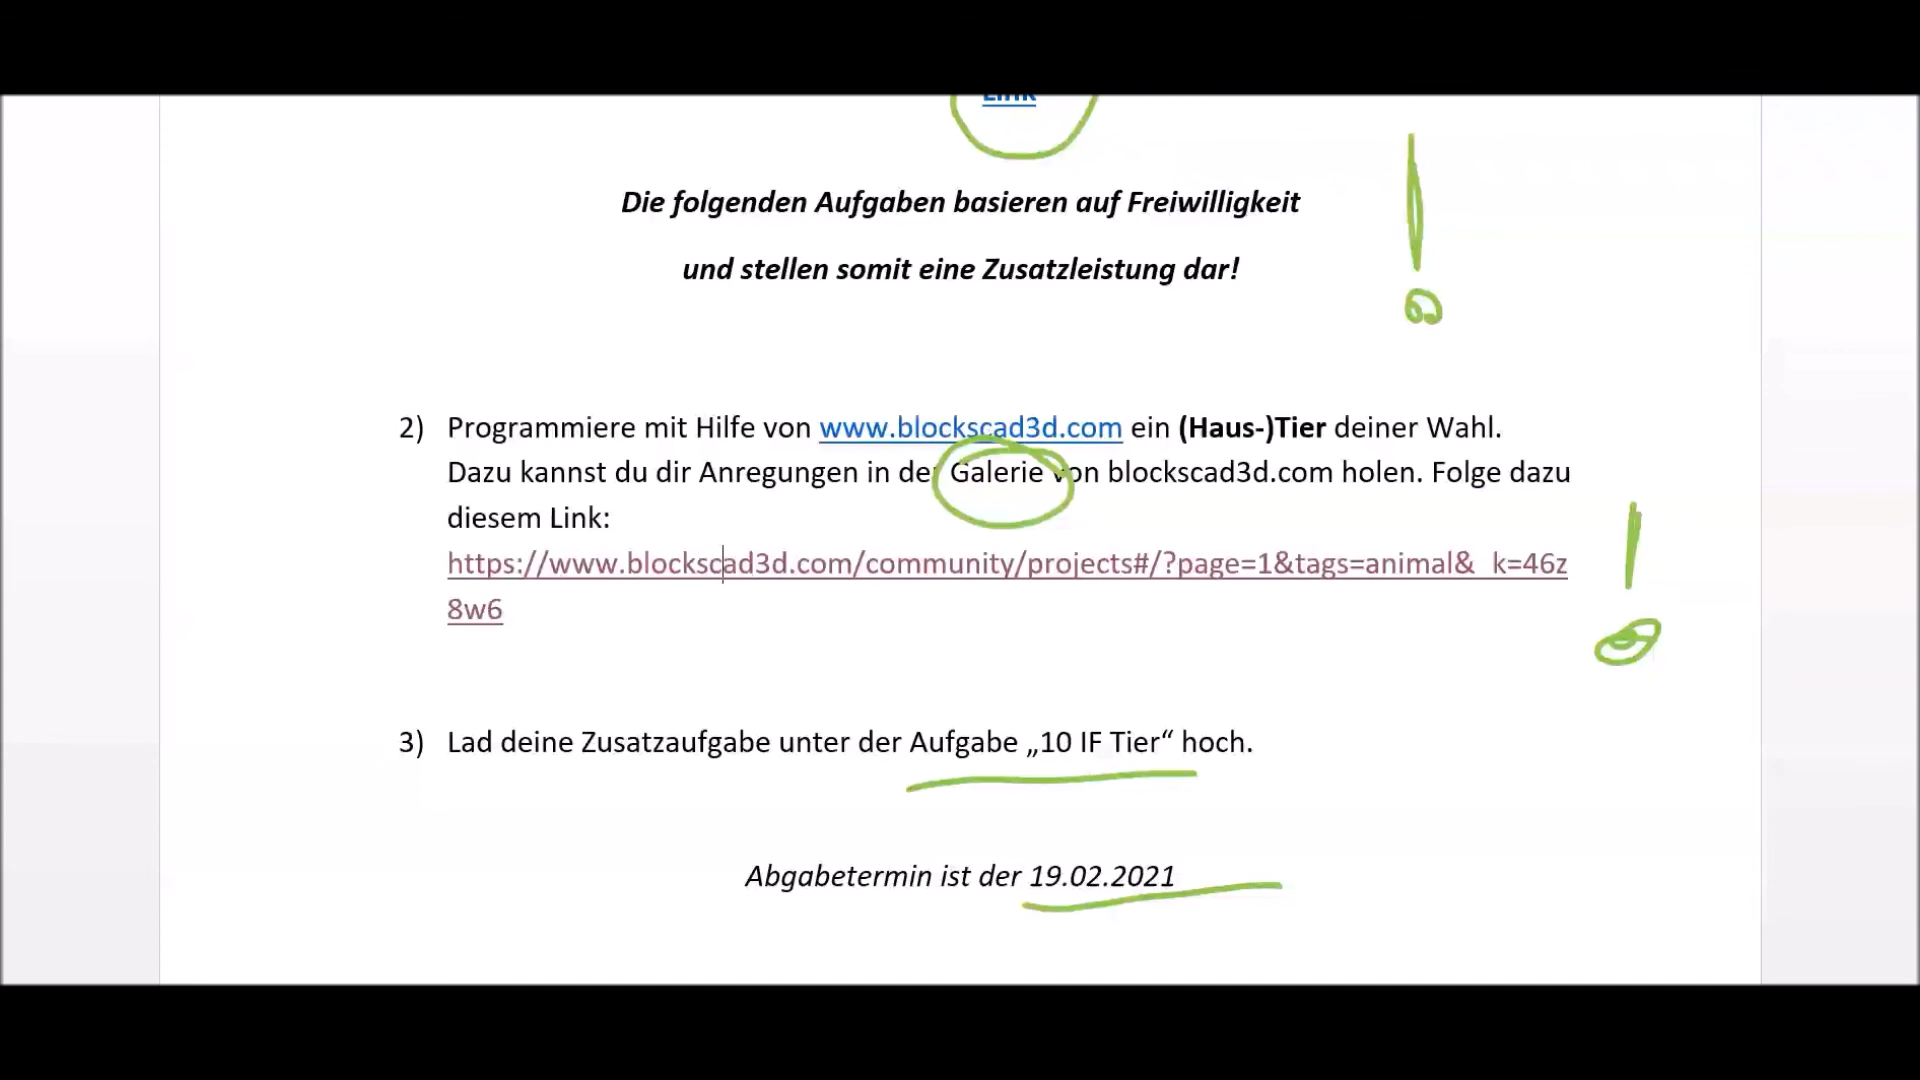 Link
Die folgenden Aufgaben basieren auf Freiwilligkeit
und stellen somit eine Zusatzleistung dar!
2) Programmiere mit Hilfe von www.blockscad3d.com ein (Haus-)Tier deiner Wahl.
Dazu kannst du dir Anregungen in der Galerie von blockscad3d.com holen. Folge dazu
diesem Link:
https://www.blockscad3d.com/community/projects#/?page=1&tags=animal&_k=46z
8w6
3) Lad deine Zusatzaufgabe unter der Aufgabe „10 IF Tier“ hoch.
Abgabetermin ist der 19.02.2021